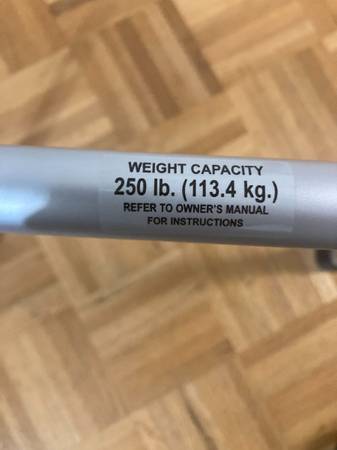 WEIGHT CAPACITY
250 lb. (113.4 kg.)
REFER TO OWNER'S MANUAL
FOR INSTRUCTIONS